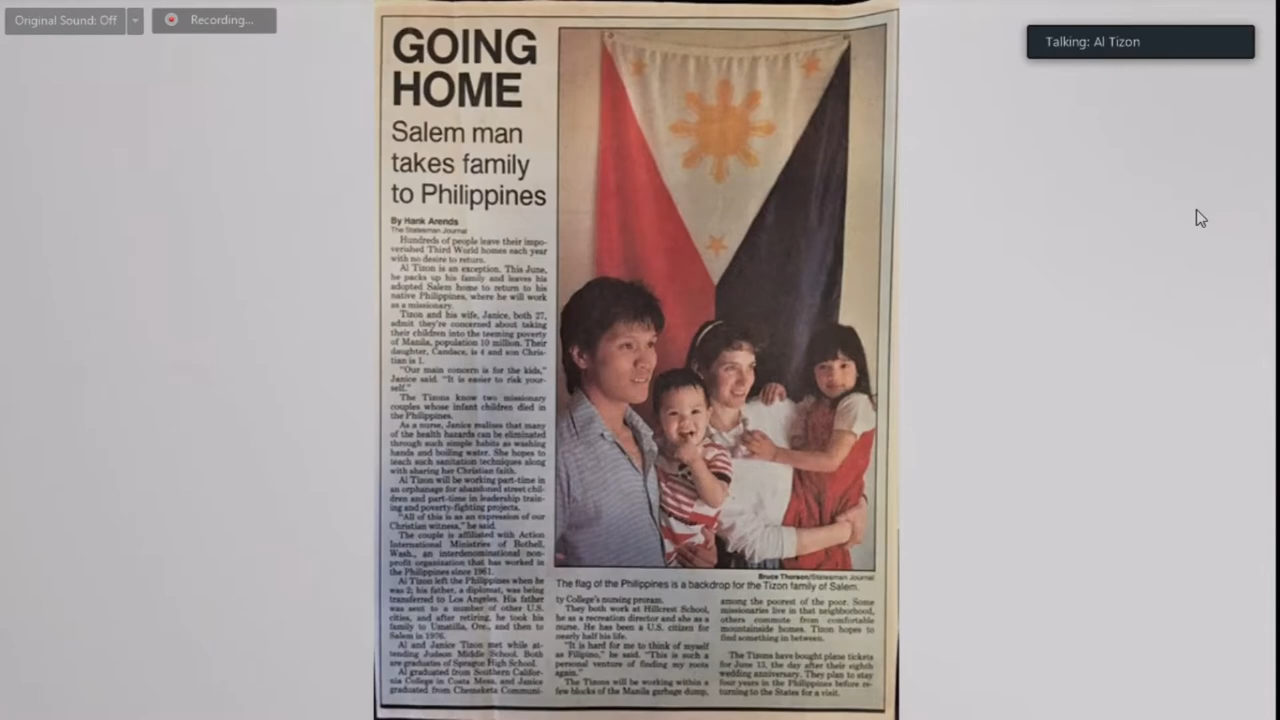 Original Sound: Off
Recording...
Talking: Al Tizon
GOING
HOME
Salem man
takes family
to Philippines
By Hank Arends
The Statesman Journal
Hundreds of people leave their impo-
verished Third World homes each year
with no desire to return.
Al Tizon is an exception. This June,
he packs up his family and leaves his
adopted Salem home to return to his
native Philippines, where he will work
as a missionary.
Tizon and his wife, Janice, both 27,
admit they're concerned about taking
their children into the teeming poverty
of Manila, population 10 million. Their
daughter, Candace, is 4 and son Chris-
tian is 1.
"Our main concern is for the kids,"
Janice said. "It is easier to risk your-
self."
The Tizons know two missionary
couples whose infant children died in
the Philippines.
As a nurse, Janice realizes that many
of the health hazards can be eliminated
through such simple habits as washing
hands and boiling water. She hopes to
teach such sanitation techniques along
with sharing her Christian faith.
Al Tizon will be working part-time in
an orphanage for abandoned street chil-
dren and part-time in leadership train-
ing and poverty-fighting projects.
"All of this is as an expression of our
Christian witness," he said.
The couple is affiliated with Action
International Ministries of Bothell,
Wash., an interdenominational non-
profit organization that has worked in
the Philippines since 1961.
Al Tizon left the Philippines when he
was 2; his father, a diplomat, was being
transferred to Los Angeles. His father
was sent to a number of other U.S.
cities, and after retiring, he took his
family to Umatilla, Ore., and then to
Salem in 1976.
Al and Janice Tizon met while at-
tending Judson Middle School. Both
are graduates of Sprague High School.
Al graduated from Southern Califor-
nia College in Costa Mesa, and Janice
graduated from Chemeketa Communi-
Bruce Thorson/Statesman Journal
The flag of the Philippines is a backdrop for the Tizon family of Salem.
ty College's nursing proram.
They both work at Hillcrest School,
he as a recreation director and she as a
nurse. He has been a U.S. citizen for
nearly half his life.
"It is hard for me to think of myself
as Filipino," he said. "This is such a
personal venture of finding my roots
again."
The Tizons will be working within a
few blocks of the Manila garbage dump,
among the poorest of the poor. Some
missionaries live in that neighborhood,
others commute from comfortable
mountainside homes. Tizon hopes to
find something in between.
The Tizons have bought plane tickets
for June 13, the day after their eighth
wedding anniversary. They plan to stay
four years in the Philippines before re-
turning to the States for a visit.